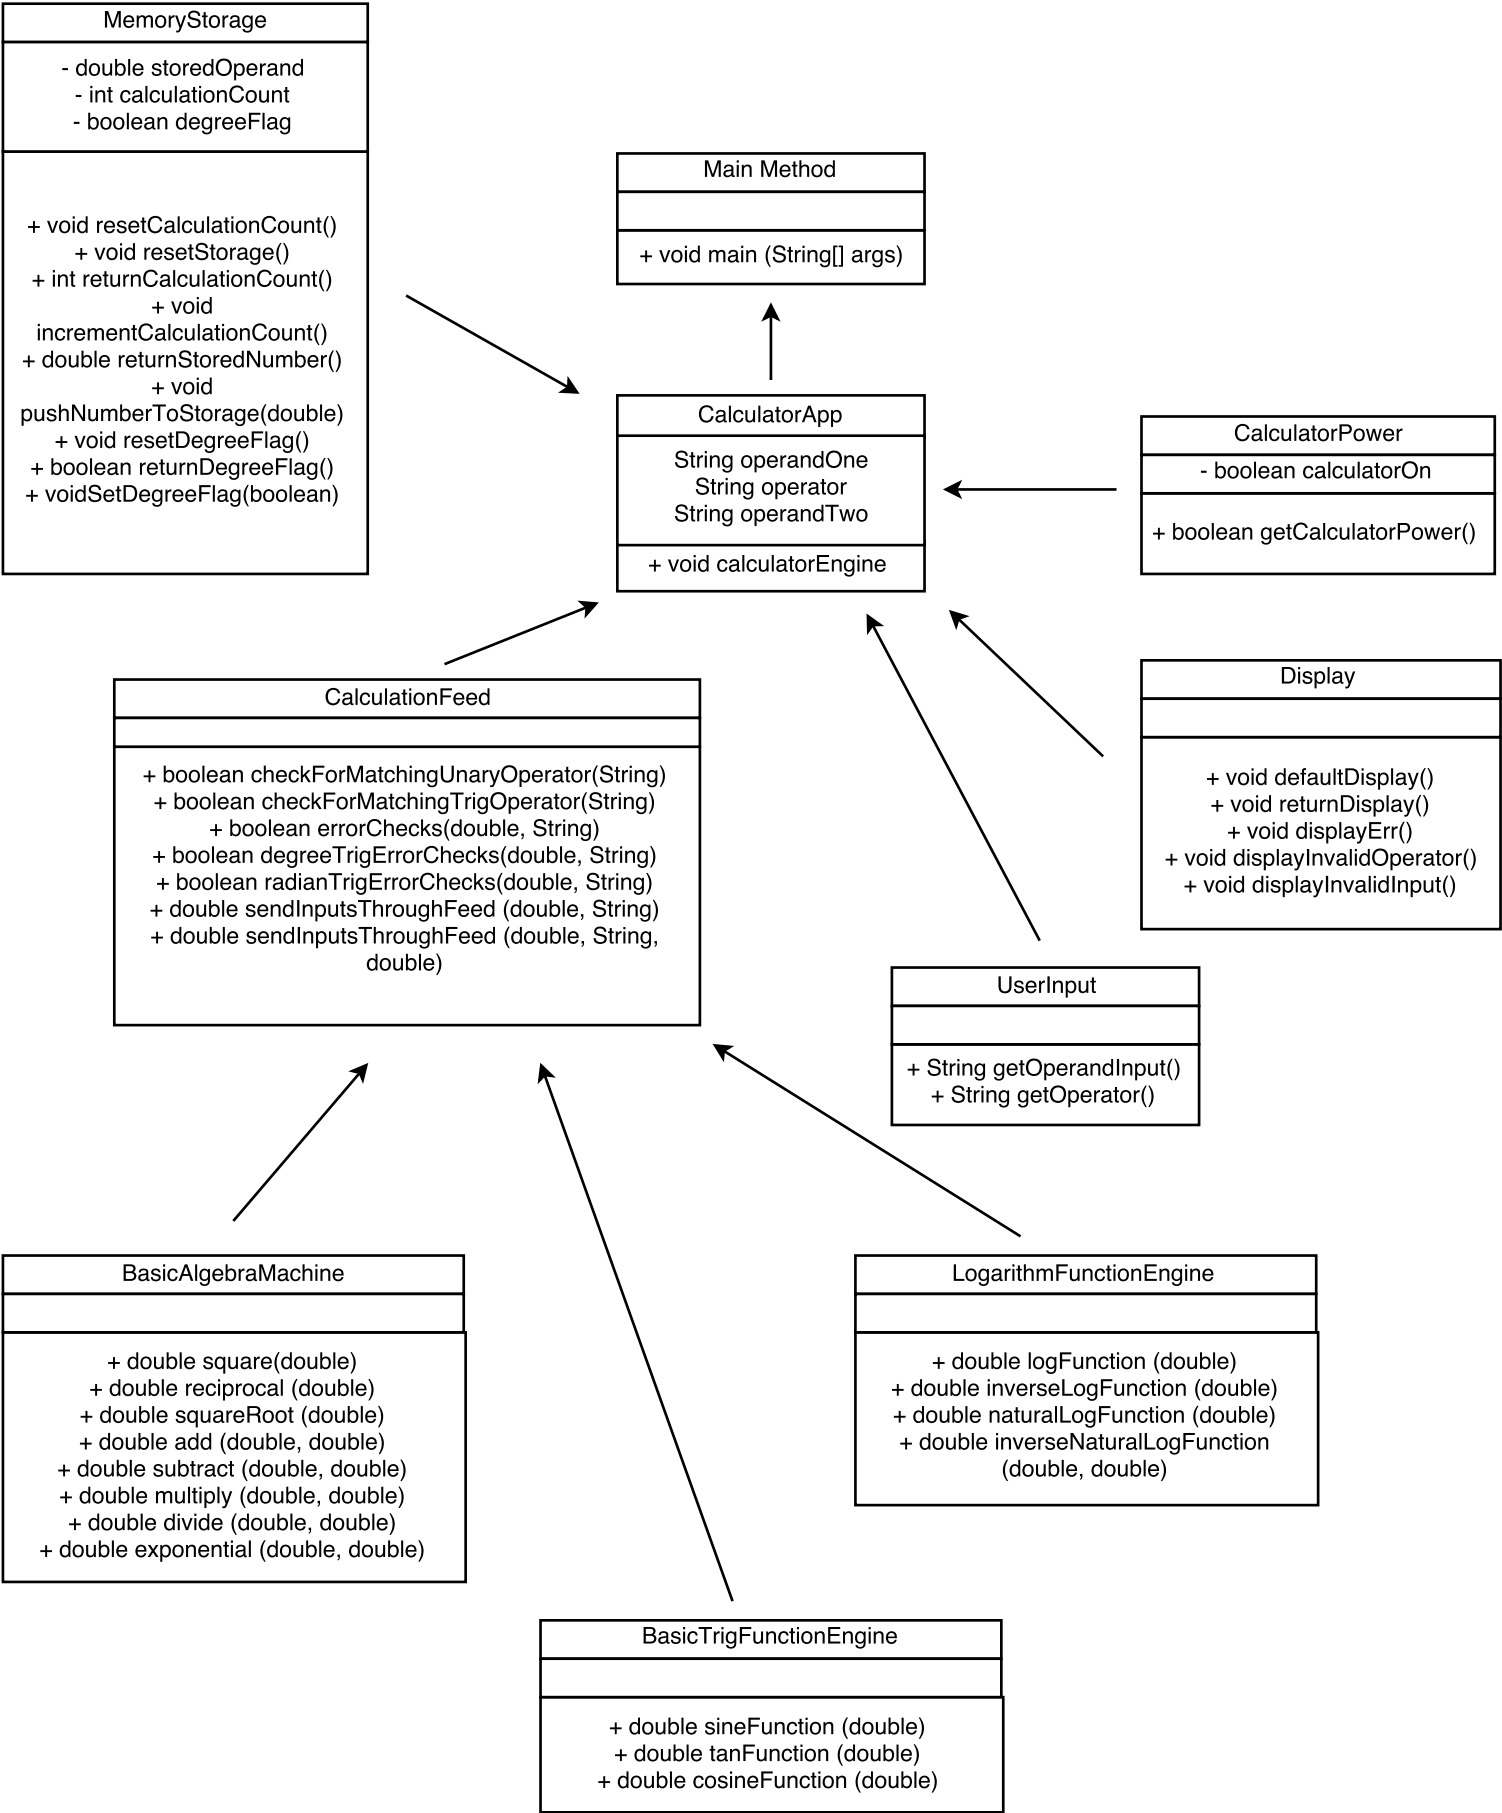 MemoryStorage
- double storedOperand
- int calculationCount
- boolean degreeFlag
+ void resetCalculationCount()
+ void resetStorage()
+ int returnCalculationCount()
+ void
incrementCalculationCount()
+ double returnStoredNumber()
+ void
pushNumberToStorage(double)
+ void resetDegreeFlag()
+ boolean returnDegreeFlag()
+ voidSetDegreeFlag(boolean)
Main Method
+ void main (String[] args)
CalculatorApp
String operandOne
String operator
String operandTwo
+ void calculatorEngine
CalculatorPower
- boolean calculatorOn
+ boolean getCalculatorPower()
CalculationFeed
+ boolean checkForMatchingUnaryOperator(String)
+ boolean checkForMatchingTrigOperator(String)
+ boolean errorChecks(double, String)
+ boolean degreeTrigErrorChecks(double, String)
+ boolean radianTrigErrorChecks(double, String)
+ double sendInputsThroughFeed (double, String)
+ double sendInputsThroughFeed (double, String,
double)
Display
+ void defaultDisplay()
+ void returnDisplay()
+ void displayErr()
+ void displayInvalidOperator()
+ void displayInvalidInput()
UserInput
+ String getOperandInput()
+ String getOperator()
BasicAlgebraMachine
+ double square(double)
+ double reciprocal (double)
+ double squareRoot (double)
+ double add (double, double)
+ double subtract (double, double)
+ double multiply (double, double)
+ double divide (double, double)
+ double exponential (double, double)
LogarithmFunctionEngine
+ double logFunction (double)
+ double inverseLogFunction (double)
+ double naturalLogFunction (double)
+ double inverseNaturalLogFunction
(double, double)
BasicTrigFunctionEngine
+ double sineFunction (double)
+ double tanFunction (double)
+ double cosineFunction (double)